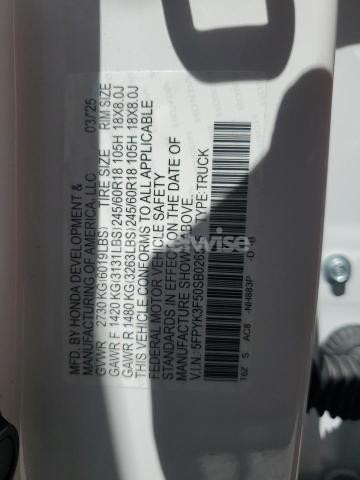 MFD. BY HONDA DEVELOPMENT &
MANUFACTURING OF AMERICA, LLC 03/25
GVWR 2730 KG(6019LBS) TIRE SIZE RIM SIZE
GAWR F 1420 KG(3131LBS) 245/60R18 105H 18X8.0J
GAWR R 1480 KG(3263LBS) 245/60R18 105H 18X8.0J
THIS VEHICLE CONFORMS TO ALL APPLICABLE
FEDERAL MOTOR VEHICLE SAFETY
STANDARDS IN EFFECT ON THE DATE OF
MANUFACTURE SHOWN ABOVE.
V.I.N.: TYPE:TRUCK
16Z S AC8 -NH883P